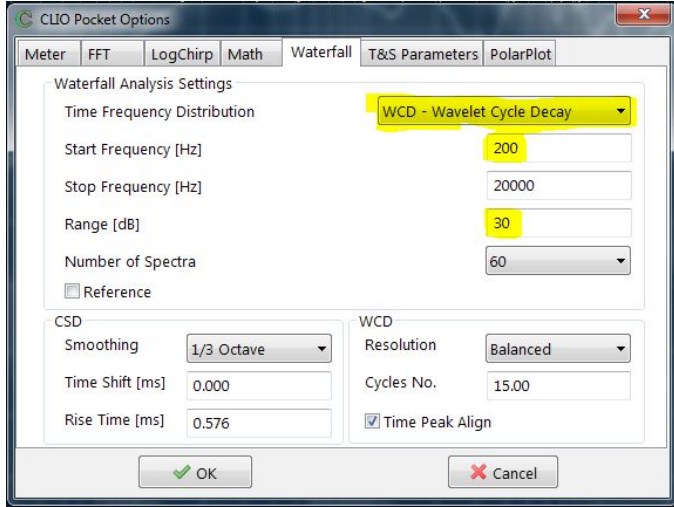 CLIO Pocket Options
Meter FFT LogChirp Math Waterfall T&S Parameters PolarPlot
Waterfall Analysis Settings
Time Frequency Distribution WCD - Wavelet Cycle Decay
Start Frequency [Hz] 200
Stop Frequency [Hz] 20000
Range [dB] 30
Number of Spectra 60
Reference
CSD WCD
Smoothing 1/3 Octave Resolution Balanced
Time Shift [ms] 0.000 Cycles No. 15.00
Rise Time [ms] 0.576 Time Peak Align
OK Cancel